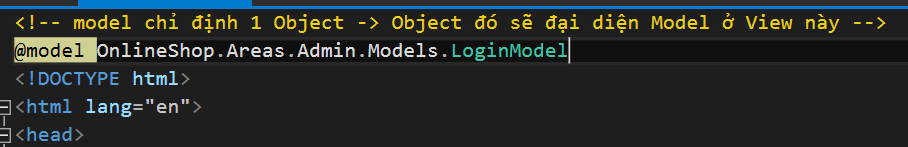 <!-- model chỉ định 1 Object -> Object đó sẽ đại diện Model ở View này -->
@model OnlineShop.Areas.Admin.Models.LoginModel
<!DOCTYPE html>
<html lang="en">
<head>